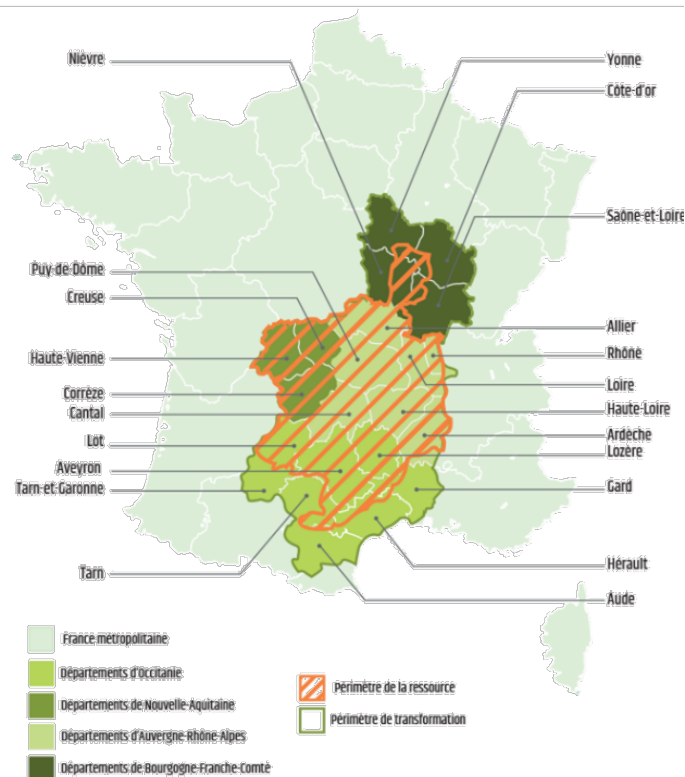 Nièvre
Yonne
Côte-d'or
Saône-et-Loire
Puy-de-Dôme
Creuse
Haute-Vienne
Corrèze
Cantal
Lot
Aveyron
Tarn-et-Garonne
Tarn
Allier
Rhône
Loire
Haute-Loire
Ardèche
Lozère
Gard
Hérault
Aude
France métropolitaine
Départements d'Occitanie
Départements de Nouvelle-Aquitaine
Départements d'Auvergne-Rhône-Alpes
Départements de Bourgogne-Franche-Comté
Périmètre de la ressource
Périmètre de transformation